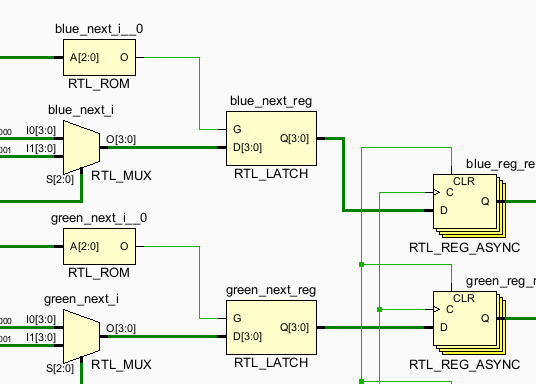 blue_next_i__0
A[2:0] O
RTL_ROM
blue_next_i
I0[3:0]
I1[3:0]
O[3:0]
S[2:0]
RTL_MUX
blue_next_reg
G
D[3:0]
Q[3:0]
RTL_LATCH
blue_reg_re
CLR
C
D
Q
RTL_REG_ASYNC
green_next_i__0
A[2:0] O
RTL_ROM
green_next_i
000
I0[3:0]
001
I1[3:0]
O[3:0]
S[2:0]
RTL_MUX
green_next_reg
G
D[3:0]
Q[3:0]
RTL_LATCH
green_reg_r
CLR
C
D
Q
RTL_REG_ASYNC